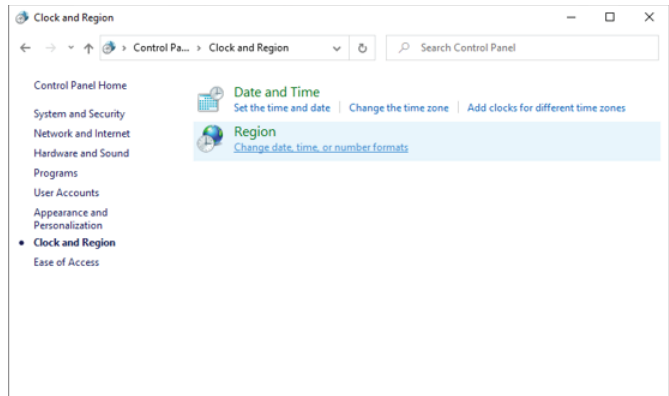 Clock and Region
Control Pa... › Clock and Region
Search Control Panel
Control Panel Home
System and Security
Network and Internet
Hardware and Sound
Programs
User Accounts
Appearance and
Personalization
Clock and Region
Ease of Access
Date and Time
Set the time and date | Change the time zone | Add clocks for different time zones
Region
Change date, time, or number formats